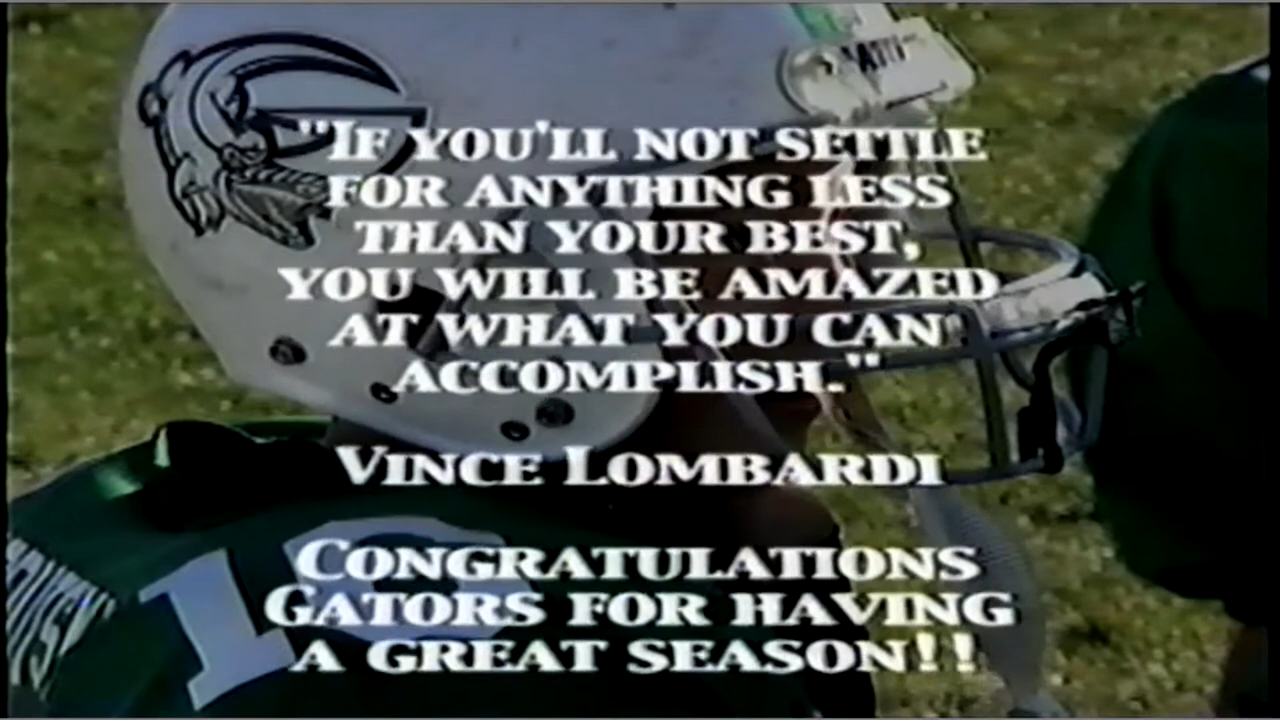 "IF YOU'LL NOT SETTLE
FOR ANYTHING LESS
THAN YOUR BEST,
YOU WILL BE AMAZED
AT WHAT YOU CAN
ACCOMPLISH."
VINCE LOMBARDI
CONGRATULATIONS
GATORS FOR HAVING
A GREAT SEASON!!